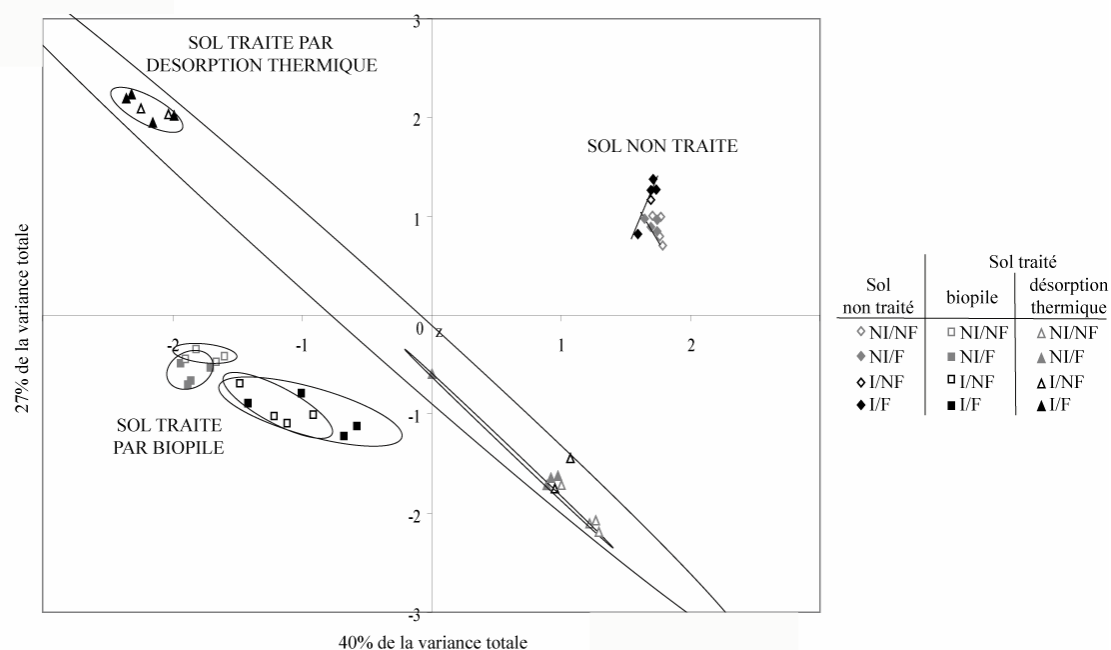 3
SOL TRAITE PAR
DESORPTION THERMIQUE
2
SOL NON TRAITE
1
27% de la variance totale
-2
-1
0
z
1
2
-1
SOL TRAITE
PAR BIOPILE
-2
-3
40% de la variance totale
Sol traité
Sol
non traité
biopile
désorption
thermique
NI/NF
NI/NF
NI/NF
NI/F
NI/F
NI/F
I/NF
I/NF
I/NF
I/F
I/F
I/F